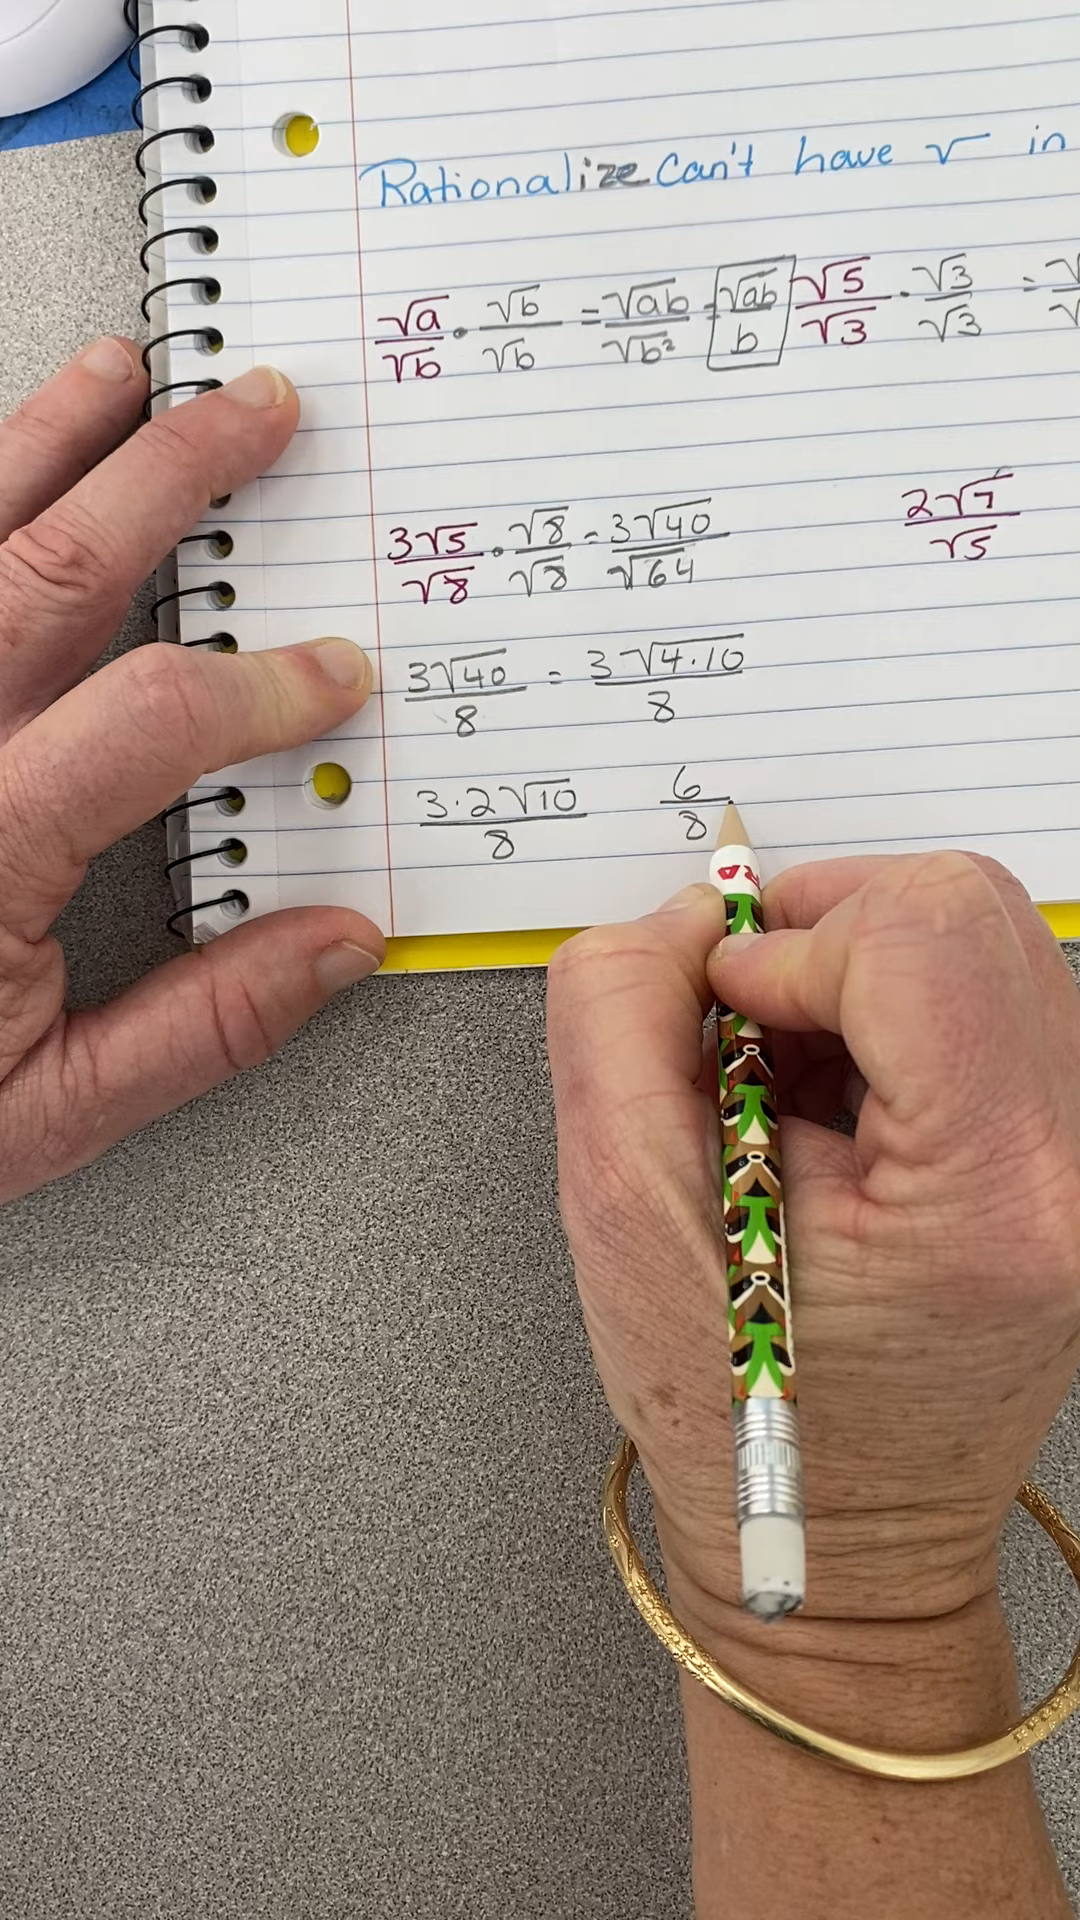 Rationalize Can't have √ in
√a/√b · √b/√b = √ab/√b² = √ab/b √5/√3 · √3/√3 = √
3√5/√8 · √8/√8 = 3√40/√64 2√7/√5
3√40/8 = 3√4·10/8
3·2√10/8 6/8